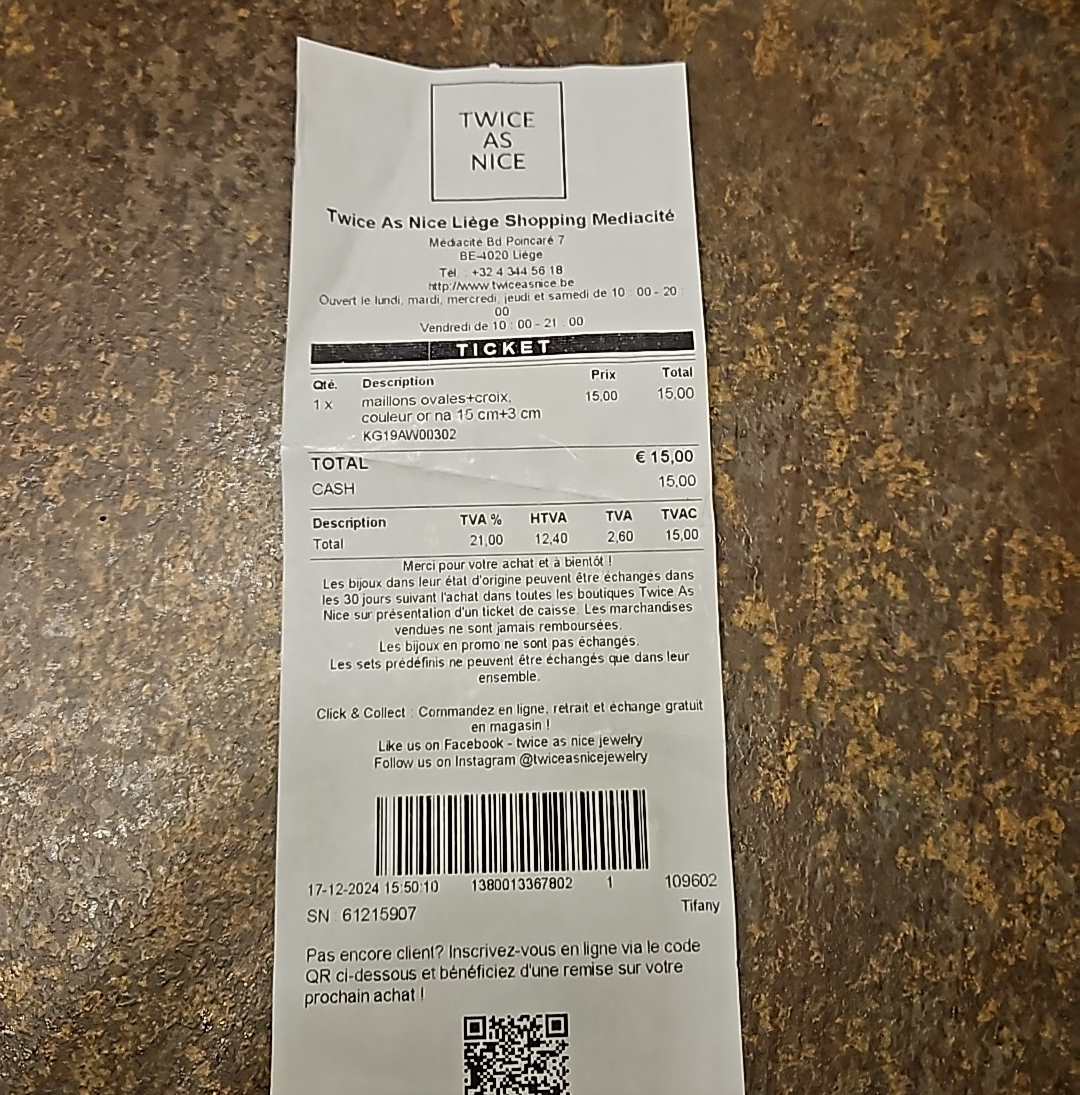 TWICE
AS
NICE
Twice As Nice Liège Shopping Mediacité
Médiacité Bd Poincaré 7
BE-4020 Liège
Tél. : +32 4 344 56 18
http://www.twiceasnice.be
Ouvert le lundi, mardi, mercredi, jeudi et samedi de 10 : 00 - 20 :
00
Vendredi de 10 : 00 - 21 : 00
TICKET
Qté. Description Prix Total
1 x maillons ovales+croix, 15,00 15,00
couleur or na 15 cm+3 cm
KG19AW00302
TOTAL € 15,00
CASH 15,00
Description TVA % HTVA TVA TVAC
Total 21,00 12,40 2,60 15,00
Merci pour votre achat et à bientôt !
Les bijoux dans leur état d'origine peuvent être échangés dans
les 30 jours suivant l'achat dans toutes les boutiques Twice As
Nice sur présentation d'un ticket de caisse. Les marchandises
vendues ne sont jamais remboursées.
Les bijoux en promo ne sont pas échangés.
Les sets prédéfinis ne peuvent être échangés que dans leur
ensemble.
Click & Collect : Commandez en ligne, retrait et échange gratuit
en magasin !
Like us on Facebook - twice as nice jewelry
Follow us on Instagram @twiceasnicejewelry
17-12-2024 15:50:10 1380013367802 1 109602
SN 61215907 Tifany
Pas encore client? Inscrivez-vous en ligne via le code
QR ci-dessous et bénéficiez d'une remise sur votre
prochain achat !